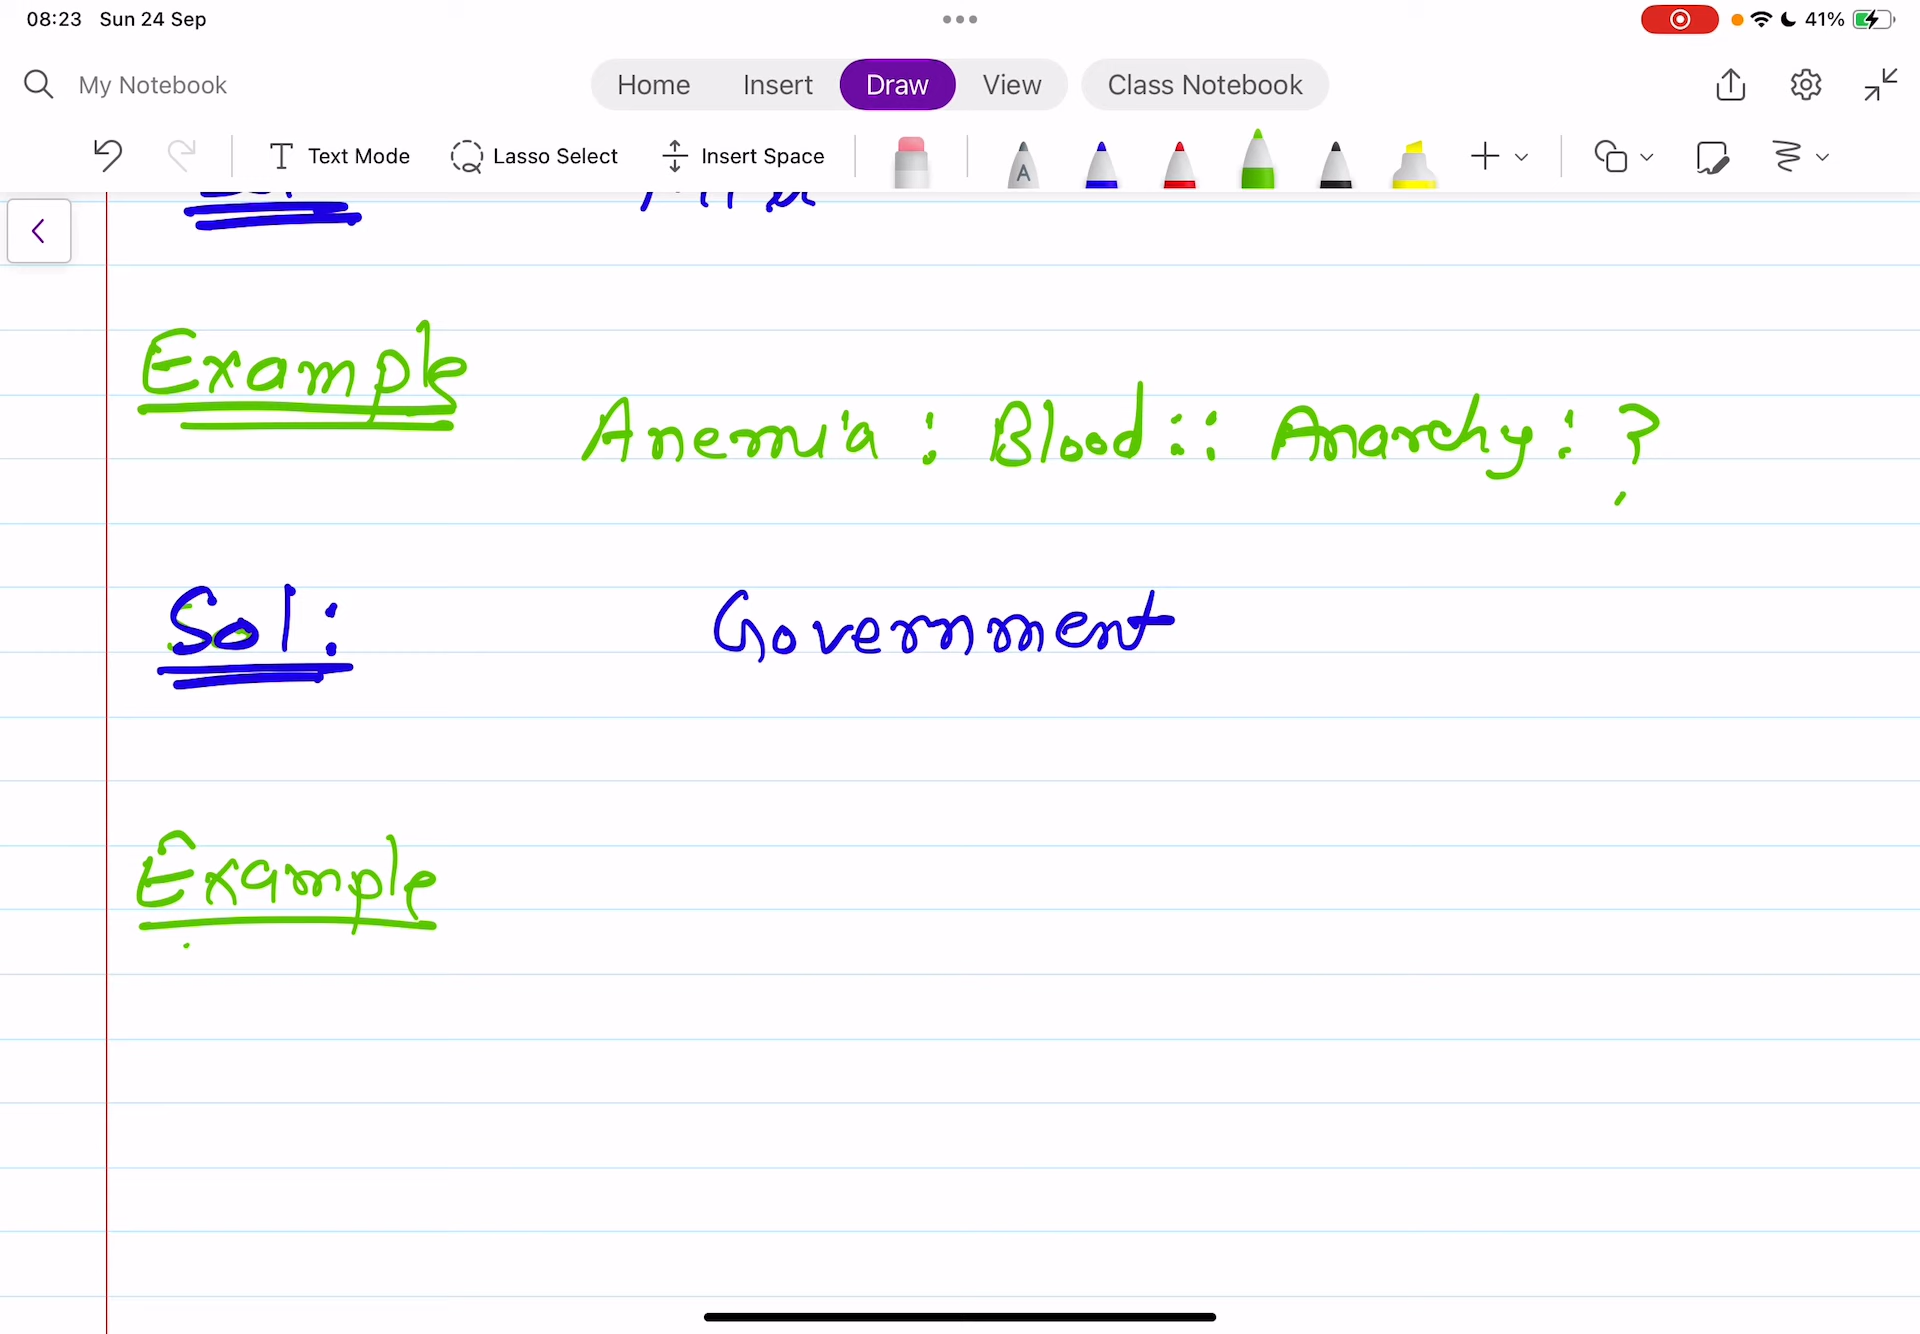 08:23 Sun 24 Sep 41%
My Notebook Home Insert Draw View Class Notebook
Text Mode Lasso Select Insert Space A
Example
Anemia : Blood :: Anarchy : ?
Sol: Government
Example